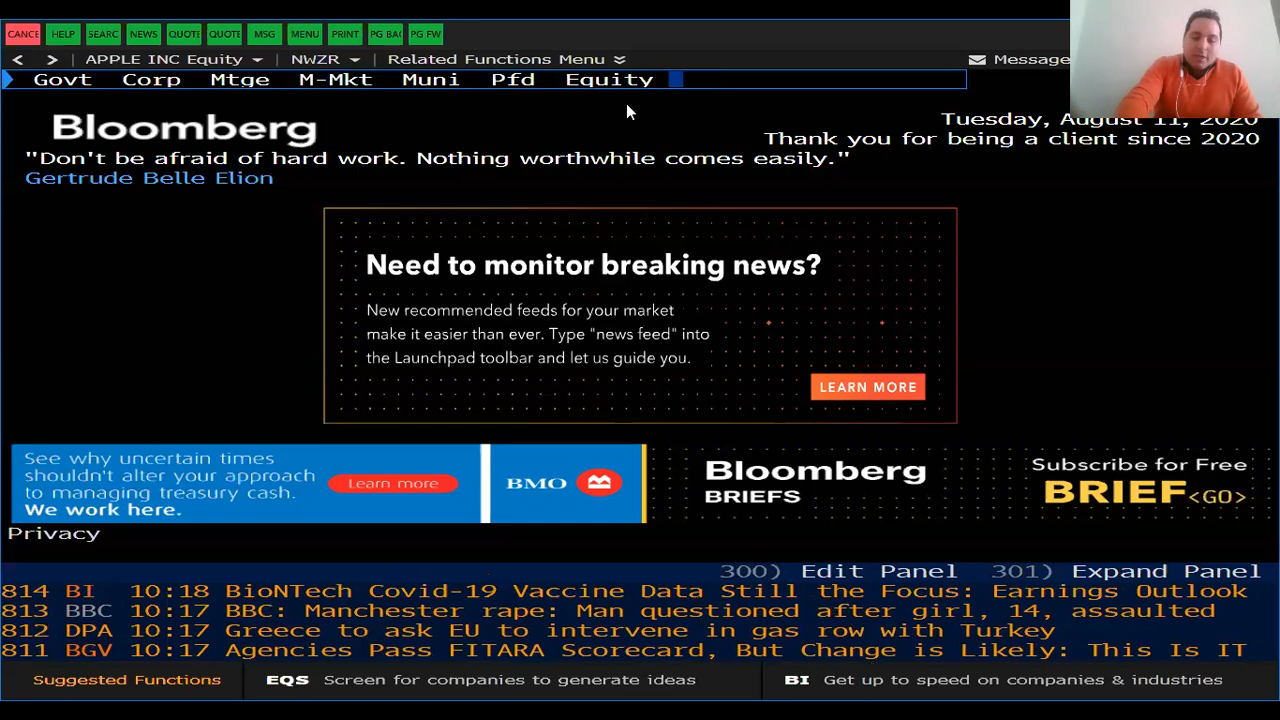 CANCE HELP SEARC NEWS QUOTE QUOTE MSG MENU PRINT PG BAC PG FW
< > APPLE INC Equity NWZR Related Functions Menu Message
Govt Corp Mtge M-Mkt Muni Pfd Equity
Bloomberg
Tuesday, August 11, 2020
Thank you for being a client since 2020
"Don't be afraid of hard work. Nothing worthwhile comes easily."
Gertrude Belle Elion
Need to monitor breaking news?
New recommended feeds for your market
make it easier than ever. Type "news feed" into
the Launchpad toolbar and let us guide you.
LEARN MORE
See why uncertain times
shouldn't alter your approach
to managing treasury cash.
We work here.
Learn more
BMO
Bloomberg
BRIEFS
Subscribe for Free
BRIEF<GO>
Privacy
300) Edit Panel 301) Expand Panel
814 BI 10:18 BioNTech Covid-19 Vaccine Data Still the Focus: Earnings Outlook
813 BBC 10:17 BBC: Manchester rape: Man questioned after girl, 14, assaulted
812 DPA 10:17 Greece to ask EU to intervene in gas row with Turkey
811 BGV 10:17 Agencies Pass FITARA Scorecard, But Change is Likely: This Is IT
Suggested Functions EQS Screen for companies to generate ideas BI Get up to speed on companies & industries